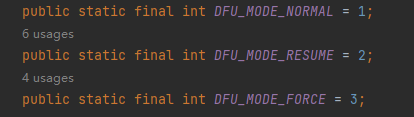 public static final int DFU_MODE_NORMAL = 1;
6 usages
public static final int DFU_MODE_RESUME = 2;
4 usages
public static final int DFU_MODE_FORCE = 3;